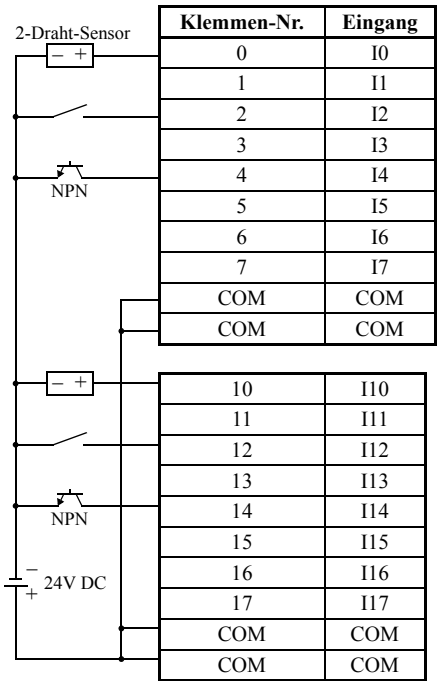 2-Draht-Sensor
Klemmen-Nr. Eingang
– + 0 I0
1 I1
2 I2
3 I3
NPN 4 I4
5 I5
6 I6
7 I7
COM COM
COM COM
– + 10 I10
11 I11
12 I12
13 I13
NPN 14 I14
15 I15
– + 24V DC 16 I16
17 I17
COM COM
COM COM